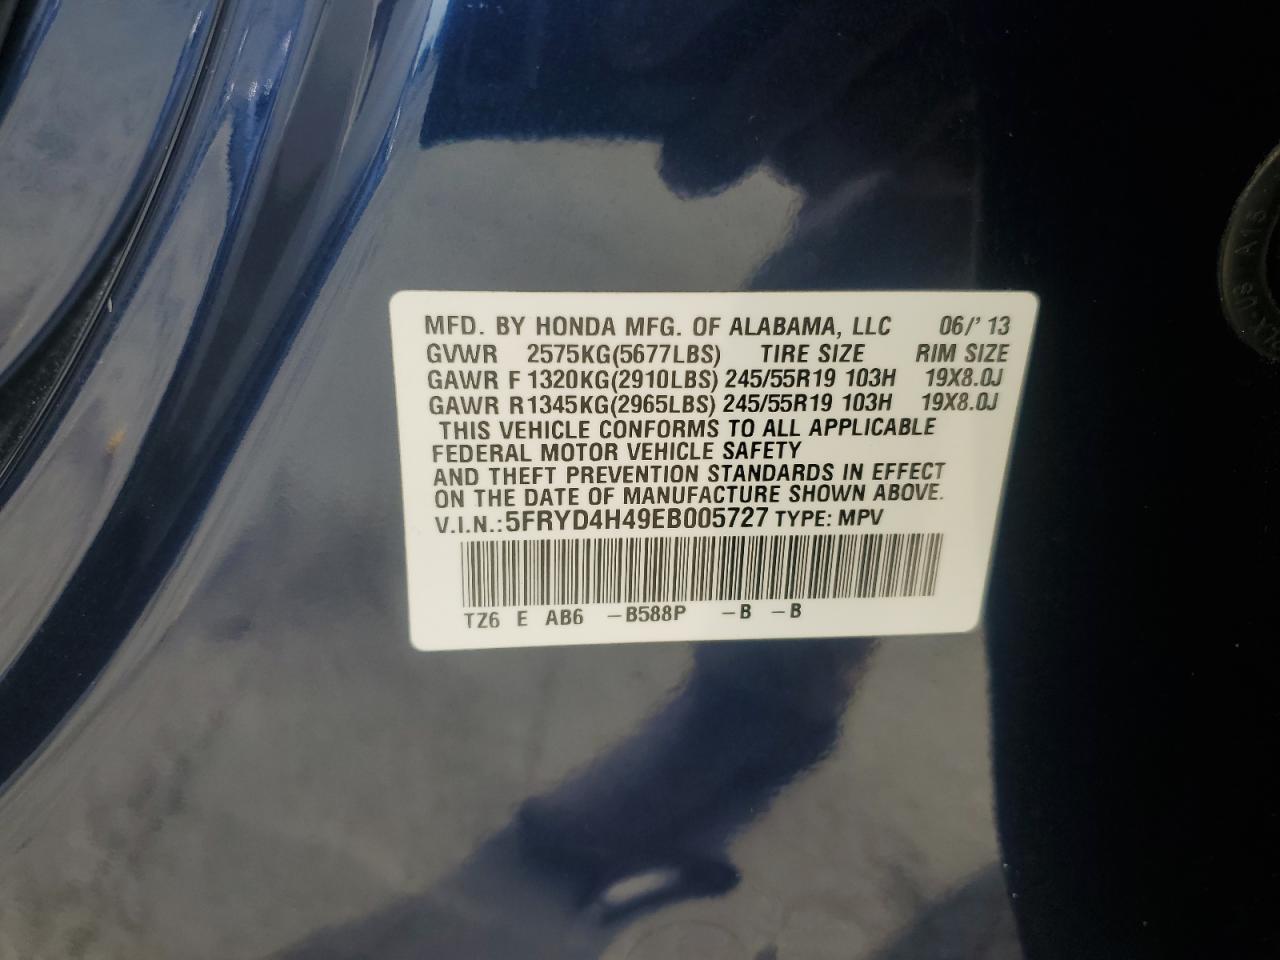 MFD. BY HONDA MFG. OF ALABAMA, LLC 06/'13
GVWR 2575KG(5677LBS) TIRE SIZE RIM SIZE
GAWR F 1320KG(2910LBS) 245/55R19 103H 19X8.0J
GAWR R 1345KG(2965LBS) 245/55R19 103H 19X8.0J
THIS VEHICLE CONFORMS TO ALL APPLICABLE
FEDERAL MOTOR VEHICLE SAFETY
AND THEFT PREVENTION STANDARDS IN EFFECT
ON THE DATE OF MANUFACTURE SHOWN ABOVE.
V.I.N.:5FRYD4H49EB005727 TYPE: MPV
TZ6 E AB6 -B588P -B -B